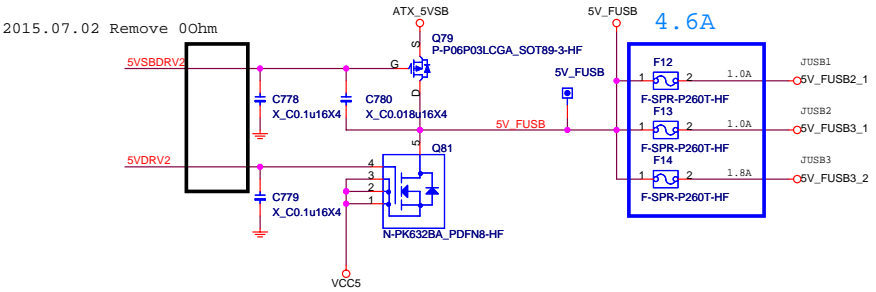 2015.07.02 Remove 0Ohm
ATX_5VSB
5V_FUSB
4.6A
Q79
P-P06P03LCGA_SOT89-3-HF
S
G
D
5VSBDRV2
C778
X_C0.1u16X4
C780
X_C0.018u16X4
5V_FUSB
5V_FUSB
F12
1
2
1.0A
JUSB1
5V_FUSB2_1
F-SPR-P260T-HF
F13
1
2
1.0A
JUSB2
5V_FUSB3_1
F-SPR-P260T-HF
F14
1
2
1.8A
JUSB3
5V_FUSB3_2
F-SPR-P260T-HF
5VDRV2
C779
X_C0.1u16X4
5
Q81
4
3
2
1
N-PK632BA_PDFN8-HF
VCC5